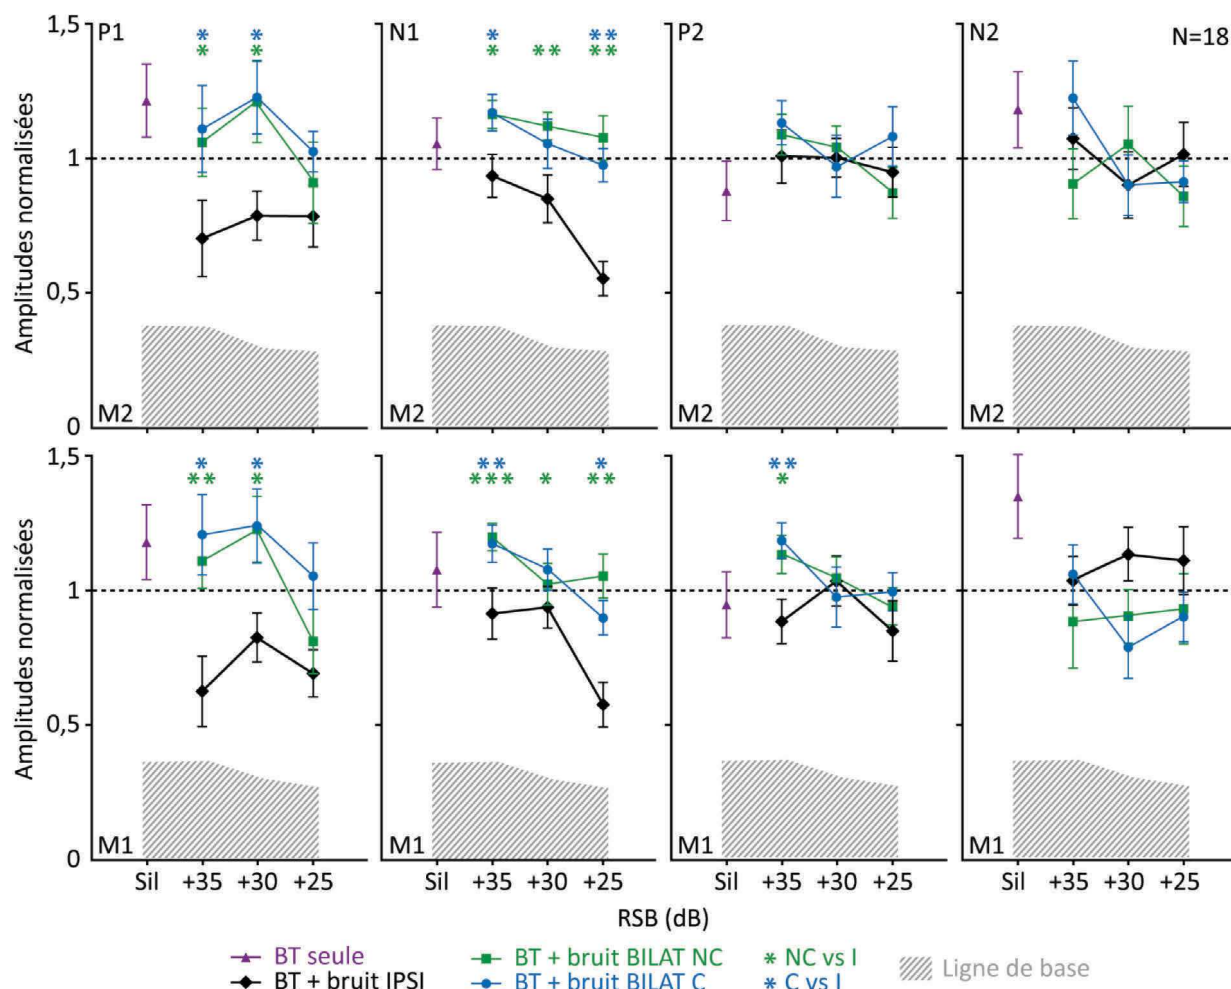 1,5 P1 * * N1 * * * P2 N2 N=18
* * * * * * *
Amplitudes normalisées
1
0,5
0 M2 M2 M2 M2
1,5 * * * * * * *
* * * * * * * * * *
Amplitudes normalisées
1
0,5
0 M1 M1 M1 M1
Sil +35 +30 +25 Sil +35 +30 +25 Sil +35 +30 +25 Sil +35 +30 +25
RSB (dB)
BT seule BT + bruit BILAT NC * NC vs I Ligne de base
BT + bruit IPSI BT + bruit BILAT C * C vs I